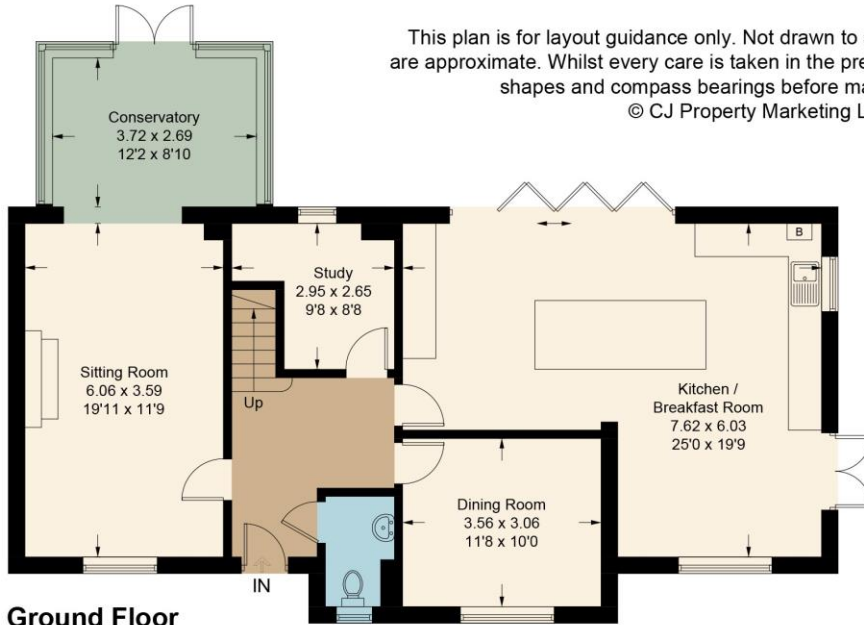 This plan is for layout guidance only. Not drawn to
are approximate. Whilst every care is taken in the
shapes and compass bearings before
© CJ Property Marketing
Conservatory
3.72 x 2.69
12'2 x 8'10
B
Study
2.95 x 2.65
9'8 x 8'8
Sitting Room
6.06 x 3.59
19'11 x 11'9
Up
Kitchen /
Breakfast Room
7.62 x 6.03
25'0 x 19'9
Dining Room
3.56 x 3.06
11'8 x 10'0
IN
Ground Floor